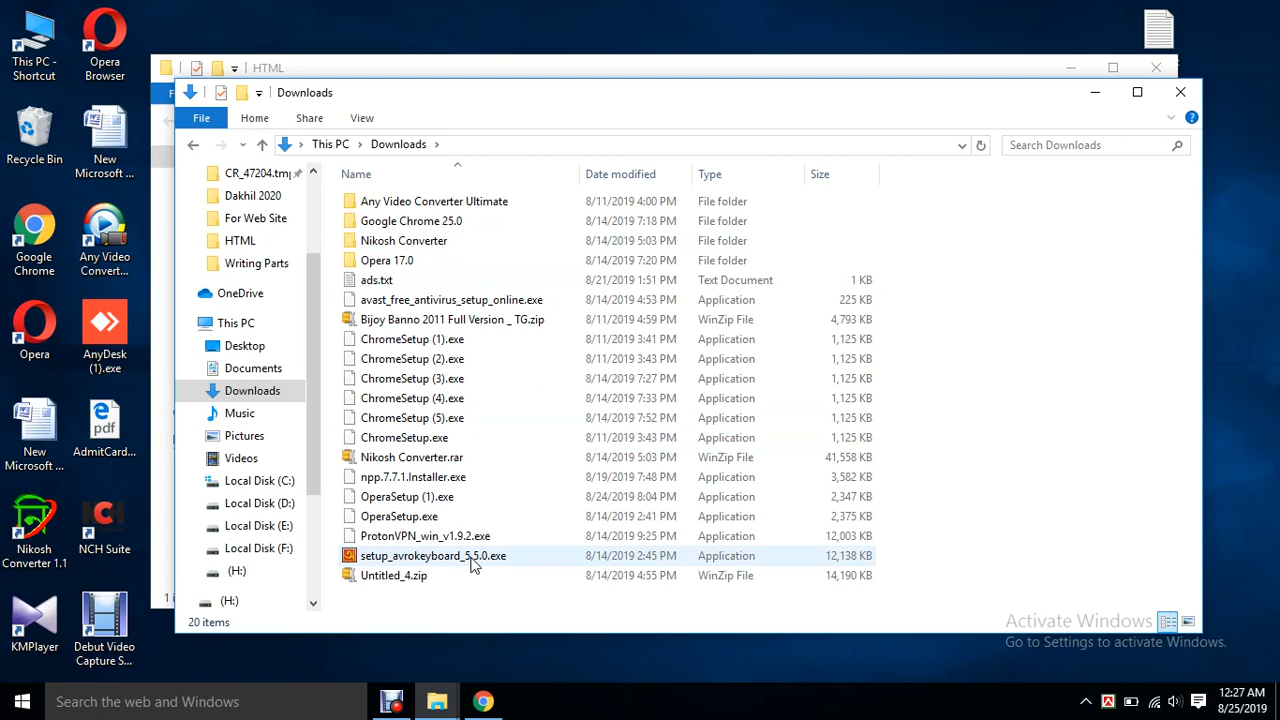 This PC - Shortcut
Opera Browser
Recycle Bin
New Microsoft ...
Google Chrome
Any Video Convert...
Opera
AnyDesk (1).exe
New Microsoft ...
AdmitCard...
Nikosh Converter 1.1
NCH Suite
KMPlayer
Debut Video Capture S...
HTML
Downloads
File
Home
Share
View
This PC
Downloads
Search Downloads
CR_47204.tmp
Dakhil 2020
For Web Site
HTML
Writing Parts
OneDrive
This PC
Desktop
Documents
Downloads
Music
Pictures
Videos
Local Disk (C:)
Local Disk (D:)
Local Disk (E:)
Local Disk (F:)
(H:)
(H:)
Name Date modified Type Size
Any Video Converter Ultimate 8/11/2019 4:00 PM File folder
Google Chrome 25.0 8/14/2019 7:18 PM File folder
Nikosh Converter 8/14/2019 5:03 PM File folder
Opera 17.0 8/14/2019 7:20 PM File folder
ads.txt 8/21/2019 1:51 PM Text Document 1 KB
avast_free_antivirus_setup_online.exe 8/14/2019 4:53 PM Application 225 KB
Bijoy Banno 2011 Full Version _ TG.zip 8/11/2019 4:59 PM WinZip File 4,793 KB
ChromeSetup (1).exe 8/11/2019 3:41 PM Application 1,125 KB
ChromeSetup (2).exe 8/11/2019 3:43 PM Application 1,125 KB
ChromeSetup (3).exe 8/14/2019 7:27 PM Application 1,125 KB
ChromeSetup (4).exe 8/14/2019 7:33 PM Application 1,125 KB
ChromeSetup (5).exe 8/14/2019 7:52 PM Application 1,125 KB
ChromeSetup.exe 8/11/2019 3:43 PM Application 1,125 KB
Nikosh Converter.rar 8/14/2019 5:03 PM WinZip File 41,558 KB
npp.7.7.1.Installer.exe 8/19/2019 7:48 PM Application 3,582 KB
OperaSetup (1).exe 8/24/2019 8:04 PM Application 2,347 KB
OperaSetup.exe 8/14/2019 2:41 PM Application 2,375 KB
ProtonVPN_win_v1.9.2.exe 8/14/2019 9:25 PM Application 12,003 KB
setup_avrokeyboard_5.5.0.exe 8/14/2019 2:45 PM Application 12,138 KB
Untitled_4.zip 8/14/2019 4:55 PM WinZip File 14,190 KB
20 items
Activate Windows
Go to Settings to activate Windows.
Search the web and Windows
12:27 AM
8/25/2019